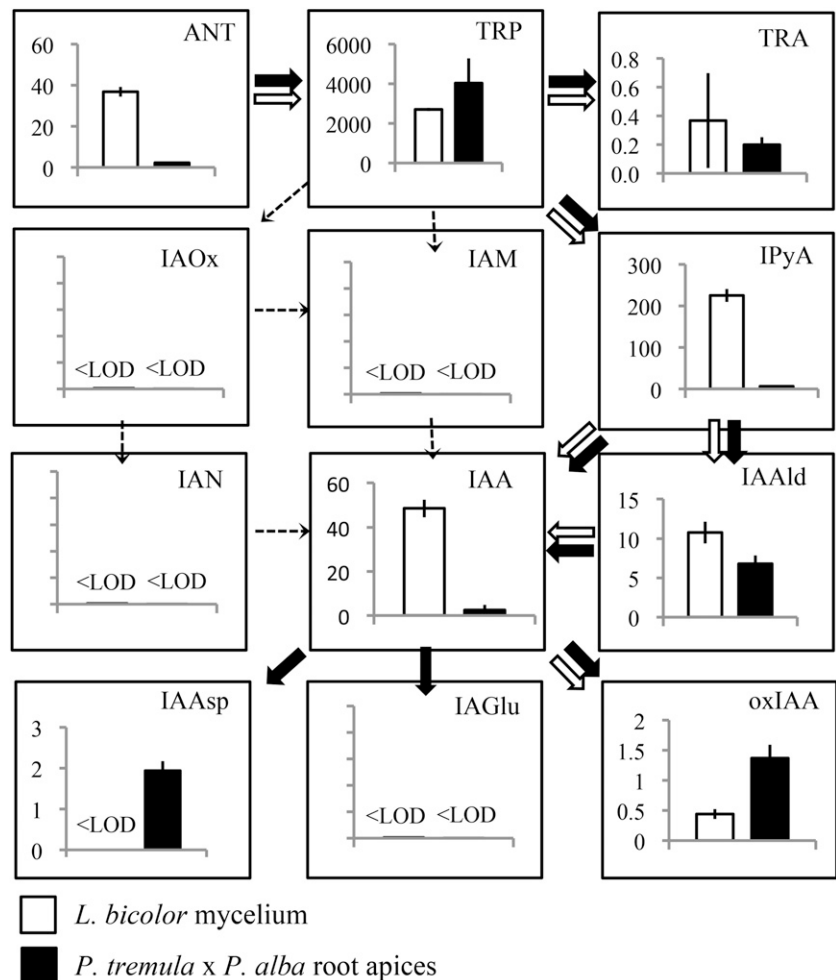 ANT
60
40
20
0
TRP
6000
4000
2000
0
TRA
0.8
0.6
0.4
0.2
0.0
IAOx
<LOD <LOD
IAM
<LOD <LOD
IPyA
300
200
100
0
IAN
<LOD <LOD
IAA
60
40
20
0
IAAld
15
10
5
0
IAAsp
3
2
1
0
<LOD
IAGlu
<LOD <LOD
oxIAA
2
1.5
1
0.5
0
L. bicolor mycelium
P. tremula x P. alba root apices